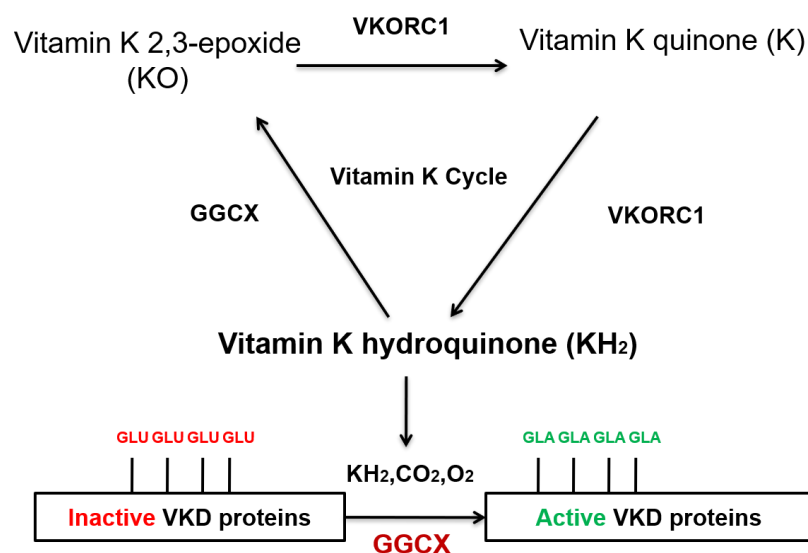 VKORC1
Vitamin K 2,3-epoxide
(KO)
Vitamin K quinone (K)
Vitamin K Cycle
GGCX
VKORC1
Vitamin K hydroquinone (KH₂)
GLU GLU GLU GLU
GLA GLA GLA GLA
KH₂,CO₂,O₂
Inactive VKD proteins
Active VKD proteins
GGCX